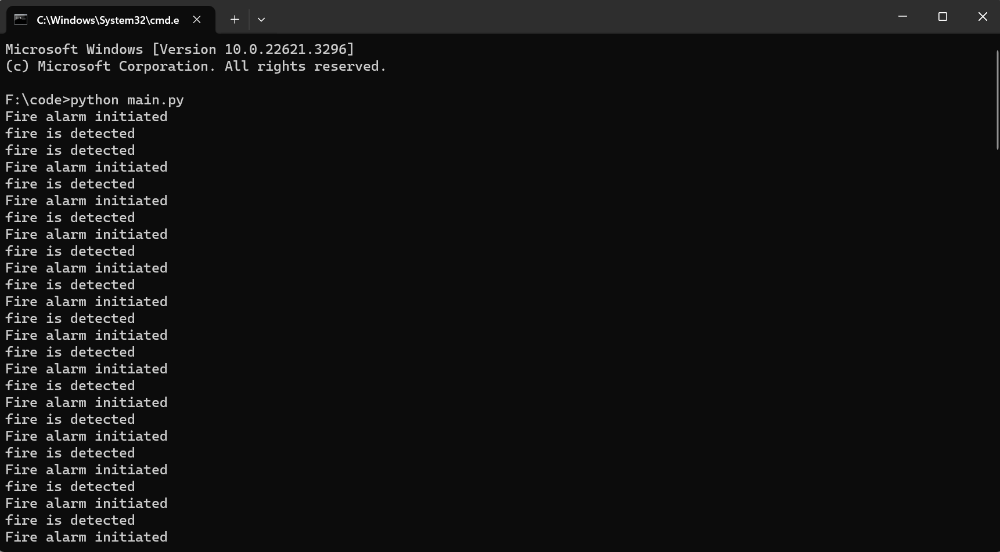 C:\Windows\System32\cmd.e
Microsoft Windows [Version 10.0.22621.3296]
(c) Microsoft Corporation. All rights reserved.
F:\code>python main.py
Fire alarm initiated
fire is detected
fire is detected
Fire alarm initiated
fire is detected
Fire alarm initiated
fire is detected
Fire alarm initiated
fire is detected
Fire alarm initiated
fire is detected
Fire alarm initiated
fire is detected
Fire alarm initiated
fire is detected
Fire alarm initiated
fire is detected
Fire alarm initiated
fire is detected
Fire alarm initiated
fire is detected
Fire alarm initiated
fire is detected
Fire alarm initiated
fire is detected
Fire alarm initiated